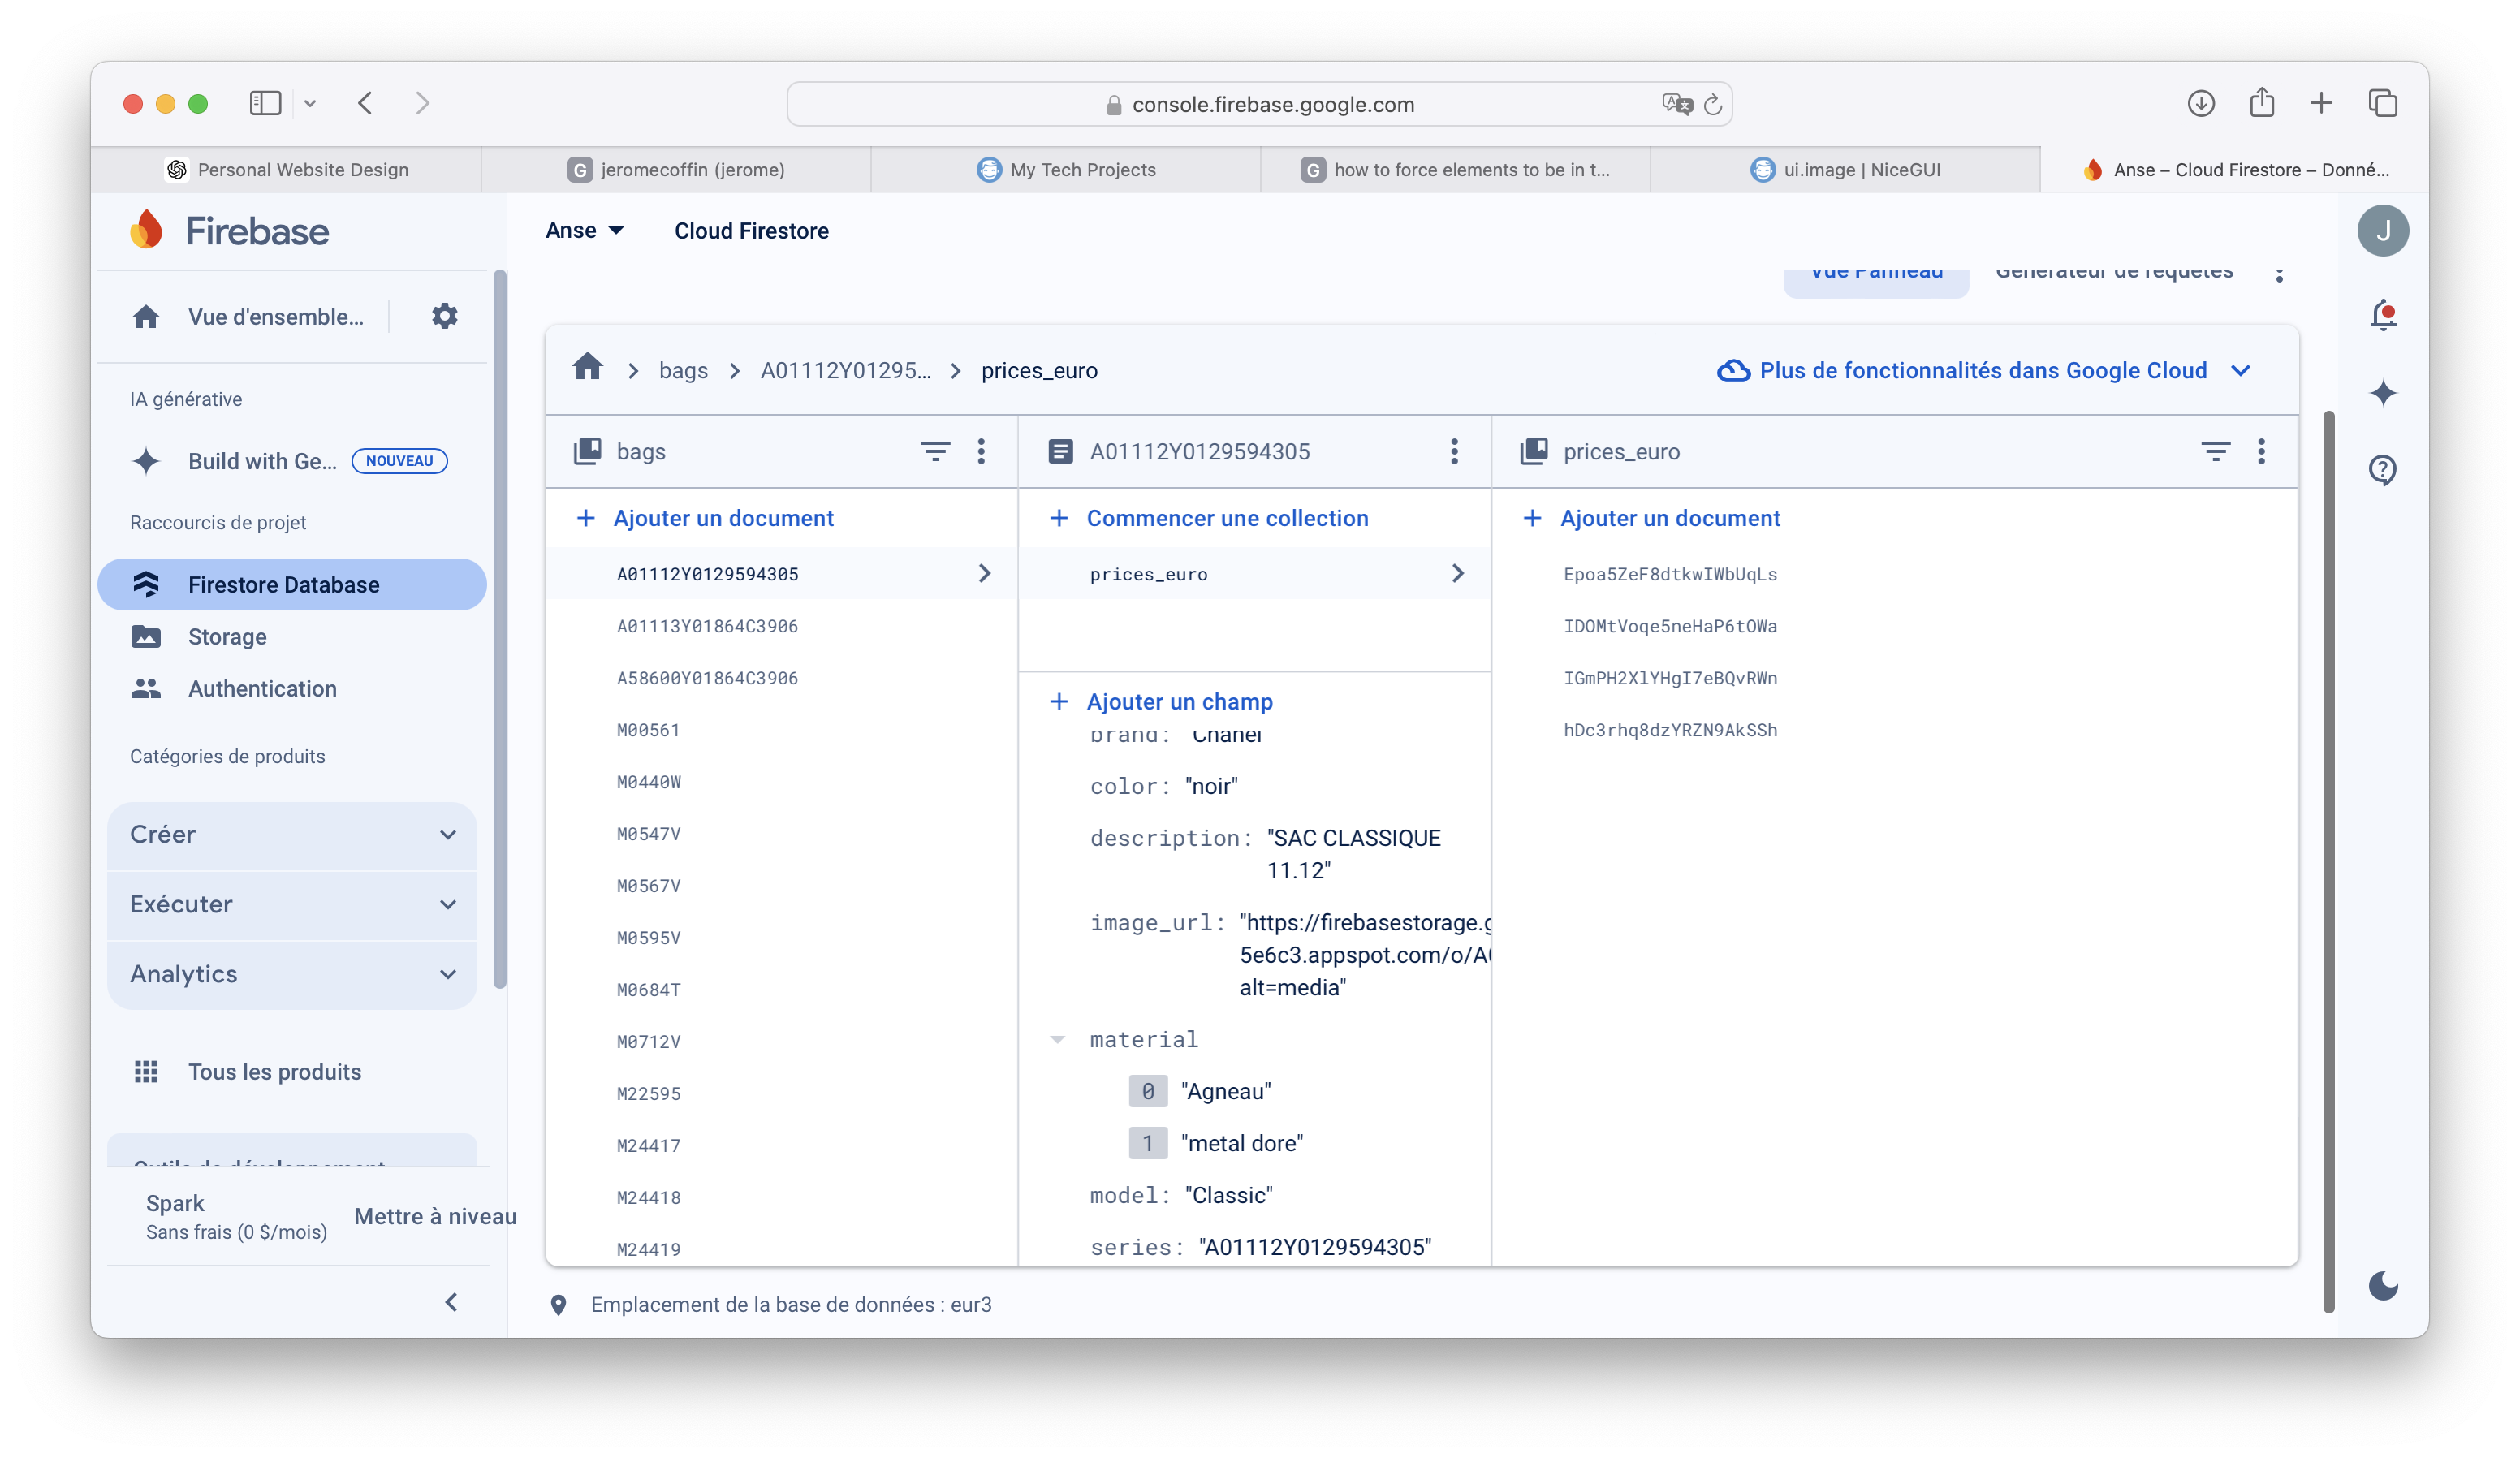 console.firebase.google.com
Personal Website Design
G jeromecoffin (jerome)
My Tech Projects
G how to force elements to be in t...
ui.image | NiceGUI
Anse – Cloud Firestore – Donné...
Firebase
Anse
Cloud Firestore
J
Vue Panneau
Générateur de requêtes
Vue d'ensemble...
IA générative
Build with Ge...
NOUVEAU
Raccourcis de projet
Firestore Database
Storage
Authentication
Catégories de produits
Créer
Exécuter
Analytics
Tous les produits
Outils de développement
Spark
Sans frais (0 $/mois)
Mettre à niveau
bags
A01112Y01295...
prices_euro
Plus de fonctionnalités dans Google Cloud
bags
Ajouter un document
A01112Y0129594305
A01113Y01864C3906
A58600Y01864C3906
M00561
M0440W
M0547V
M0567V
M0595V
M0684T
M0712V
M22595
M24417
M24418
M24419
A01112Y0129594305
Commencer une collection
prices_euro
Ajouter un champ
brand: "Chanel"
color: "noir"
description: "SAC CLASSIQUE
11.12"
image_url: "https://firebasestorage.g
5e6c3.appspot.com/o/A0
alt=media"
material
0 "Agneau"
1 "metal dore"
model: "Classic"
series: "A01112Y0129594305"
prices_euro
Ajouter un document
Epoa5ZeF8dtkwIWbUqLs
IDOMtVoqe5neHaP6tOWa
IGmPH2XlYHgI7eBQvRWn
hDc3rhq8dzYRZN9AkSSh
Emplacement de la base de données : eur3